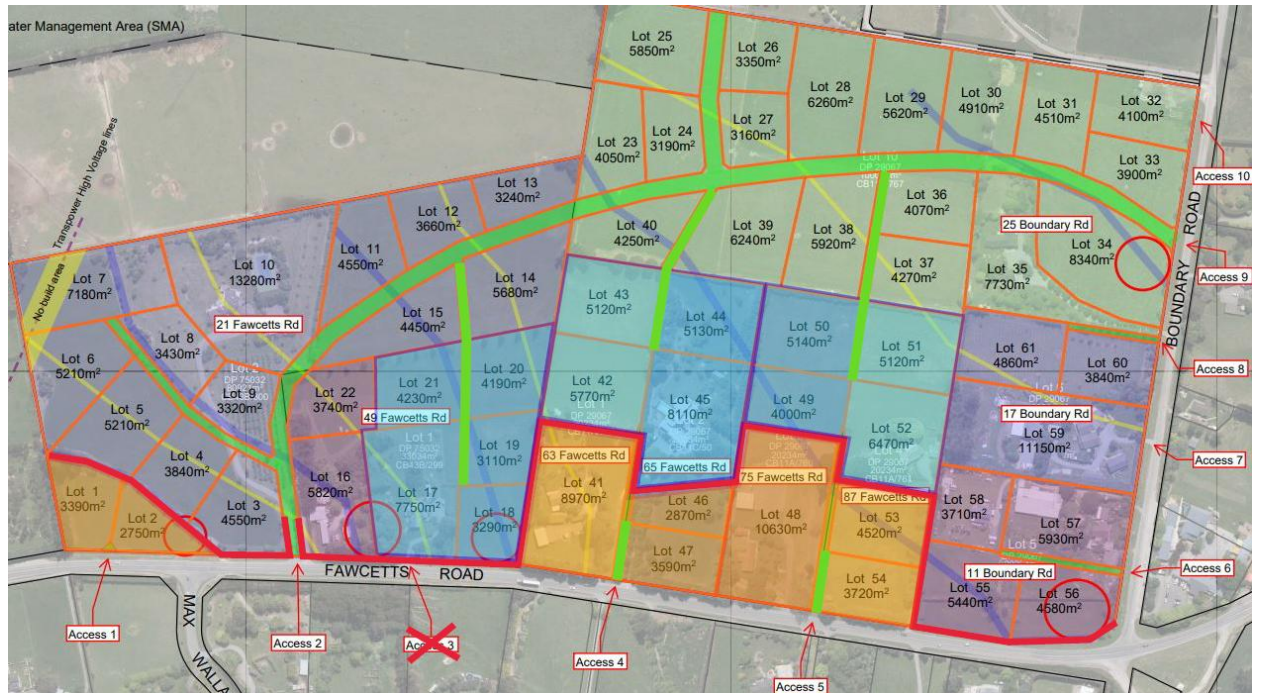 ater Management Area (SMA)
Transpower High Voltage lines
No build area
Lot 25
5850m²
Lot 26
3350m²
Lot 28
6260m²
Lot 29
5620m²
Lot 30
4910m²
Lot 31
4510m²
Lot 32
4100m²
Lot 23
4050m²
Lot 24
3190m²
Lot 27
3160m²
Lot 33
3900m²
Access 10
Lot 13
3240m²
Lot 12
3660m²
Lot 11
4550m²
Lot 40
4250m²
Lot 39
6240m²
Lot 38
5920m²
Lot 36
4070m²
25 Boundary Rd
Lot 34
8340m²
BOUNDARY ROAD
Access 9
Lot 7
7180m²
Lot 10
13280m²
Lot 14
5680m²
Lot 37
4270m²
Lot 35
7730m²
Lot 43
5120m²
Lot 44
5130m²
Lot 50
5140m²
Lot 51
5120m²
Lot 15
4450m²
21 Fawcetts Rd
Lot 8
3430m²
Lot 6
5210m²
Lot 61
4860m²
Lot 60
3840m²
Access 8
Lot 9
3320m²
Lot 2
DP 75032
Lot 22
3740m²
Lot 21
4230m²
Lot 20
4190m²
Lot 42
5770m²
Lot 45
8110m²
Lot 49
4000m²
Lot 5
5210m²
49 Fawcetts Rd
Lot 1
DP 75032
17 Boundary Rd
Lot 59
11150m²
Lot 52
6470m²
Lot 4
3840m²
Lot 19
3110m²
63 Fawcetts Rd
65 Fawcetts Rd
75 Fawcetts Rd
87 Fawcetts Rd
Access 7
Lot 16
5820m²
Lot 17
7750m²
Lot 41
8970m²
Lot 46
2870m²
Lot 48
10630m²
Lot 53
4520m²
Lot 58
3710m²
Lot 57
5930m²
Lot 1
3390m²
Lot 2
2750m²
Lot 3
4550m²
Lot 18
3290m²
Lot 47
3590m²
Lot 54
3720m²
11 Boundary Rd
Access 6
Lot 55
5440m²
Lot 56
4580m²
FAWCETTS ROAD
MAX
WALLA
Access 1
Access 2
Access 3
Access 4
Access 5